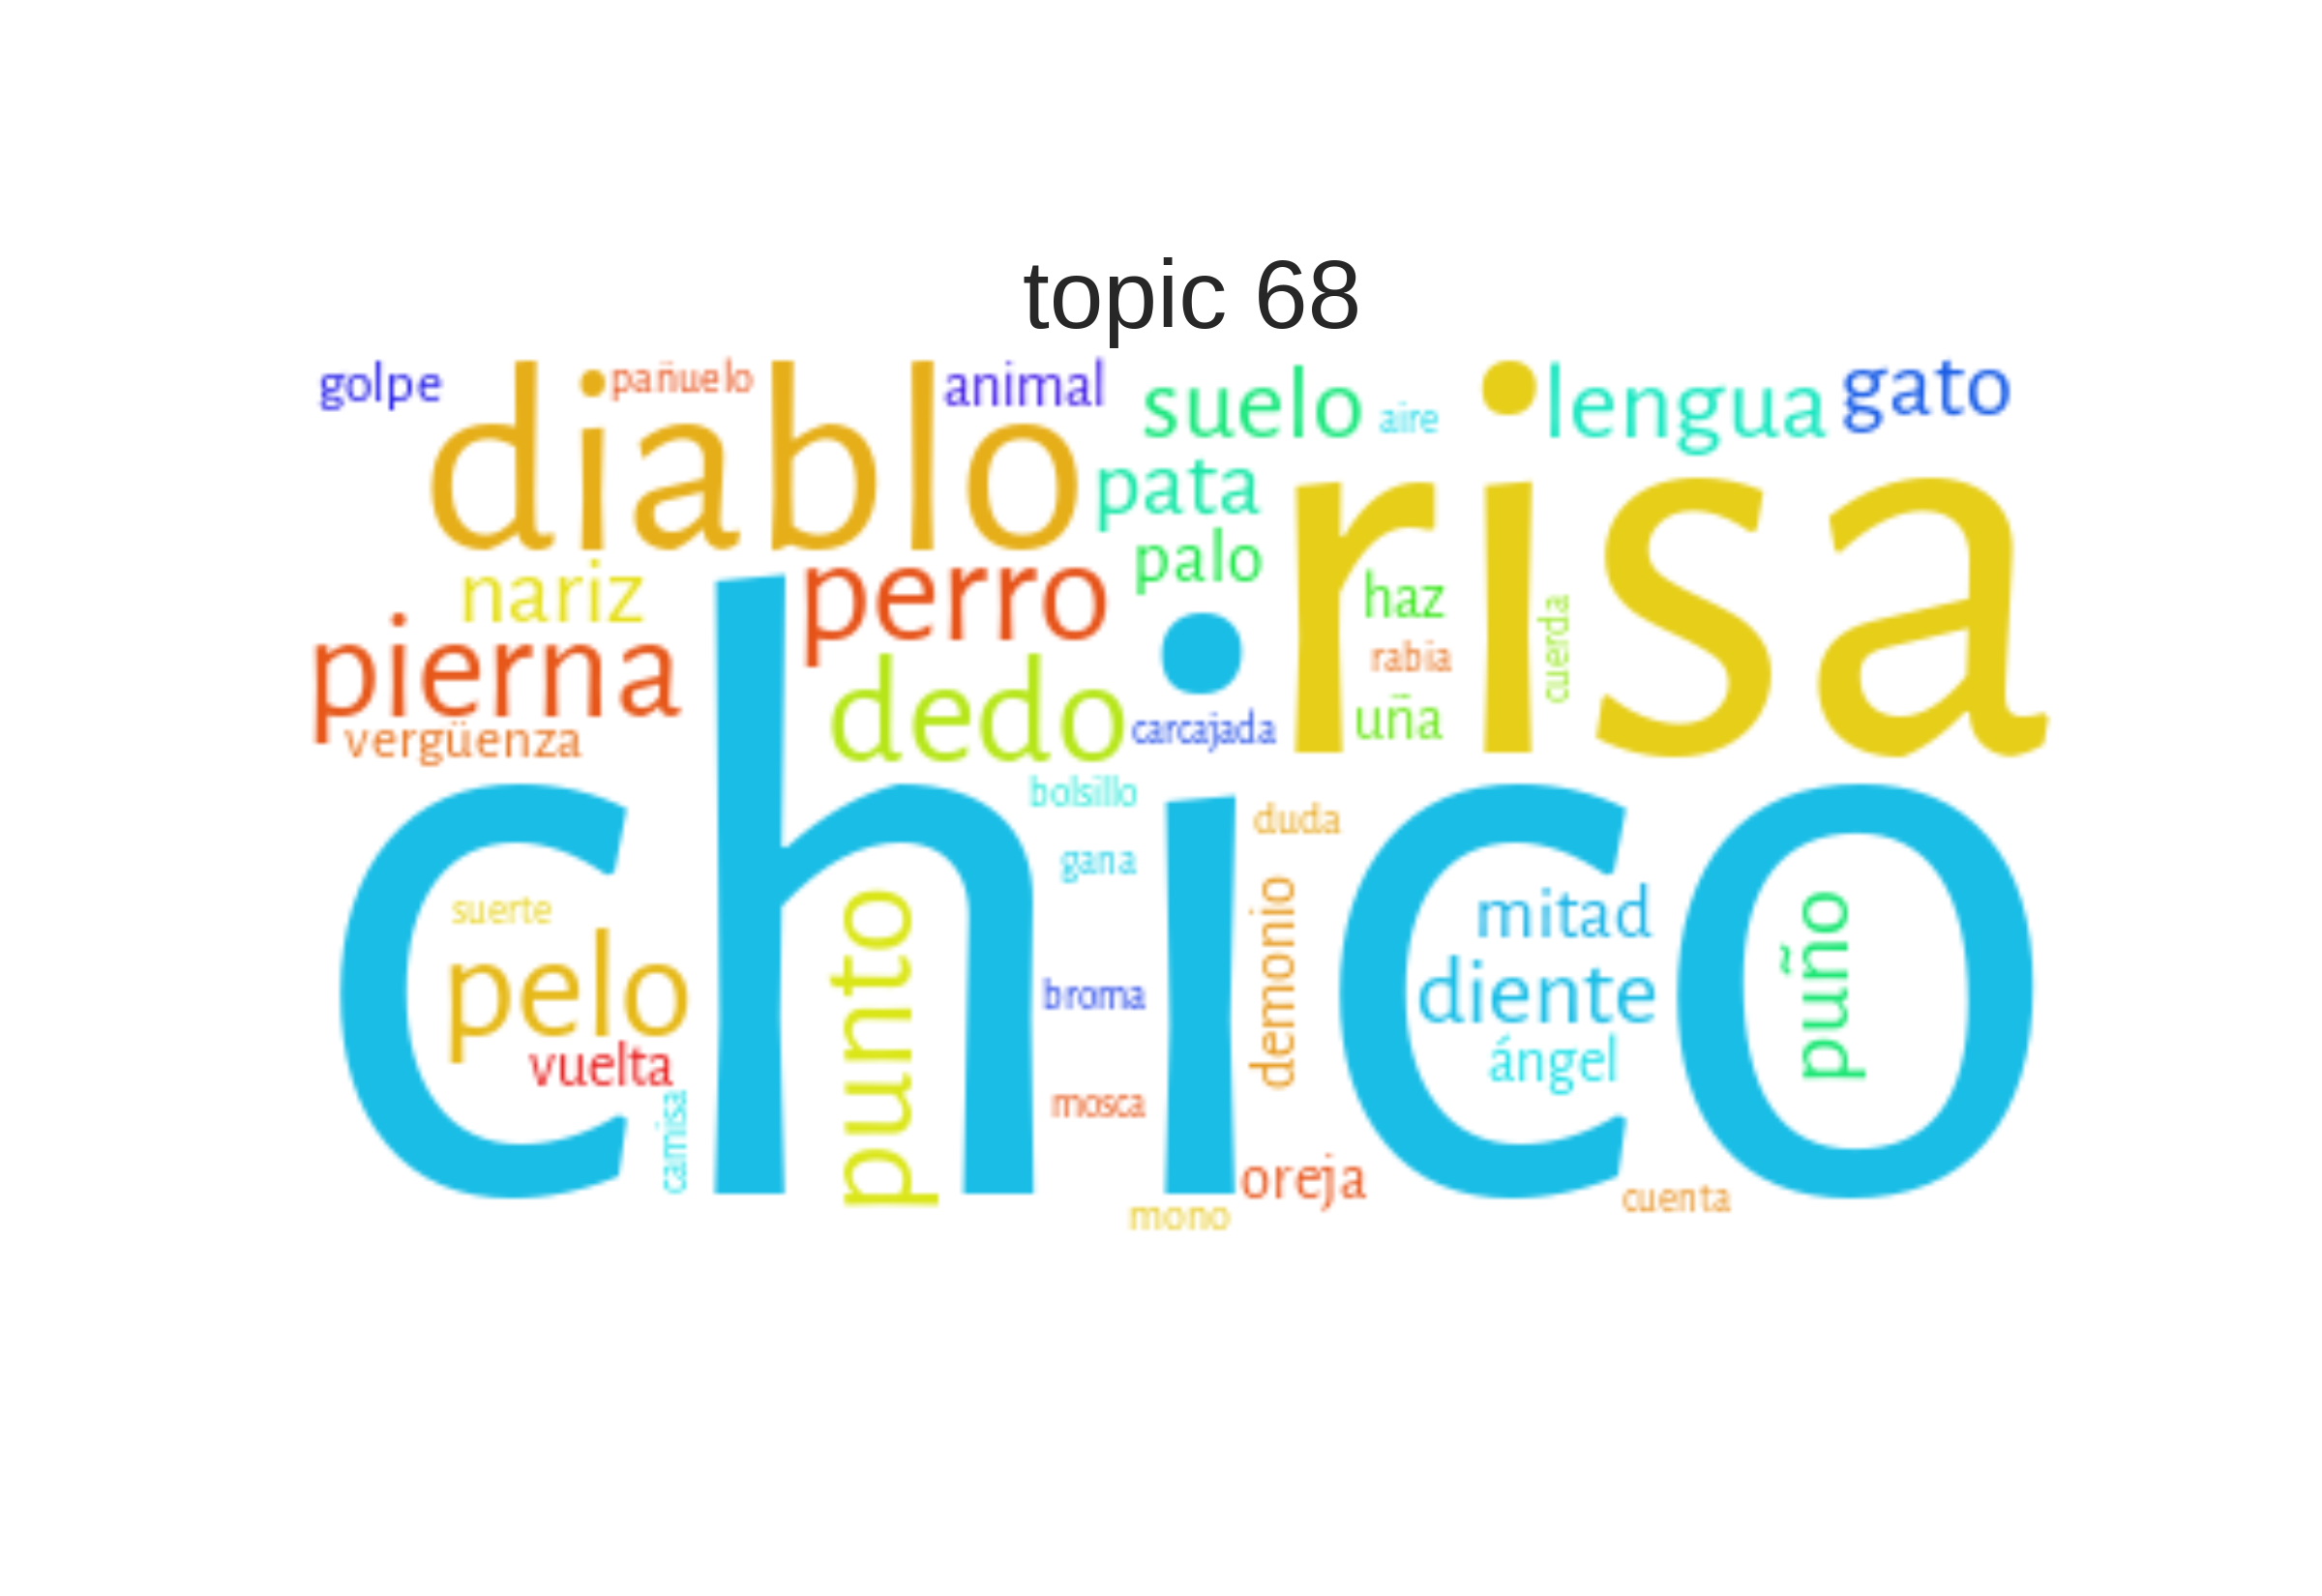 topic 68
golpe
pañuelo
animal
suelo
aire
lengua
gato
diablo
pata
risa
palo
nariz
perro
haz
cuerda
pierna
rabia
dedo
uña
vergüenza
carcajada
bolsillo
duda
chico
gana
suerte
mitad
puño
pelo
punto
demonio
diente
broma
vuelta
ángel
mosca
camisa
oreja
cuenta
mono